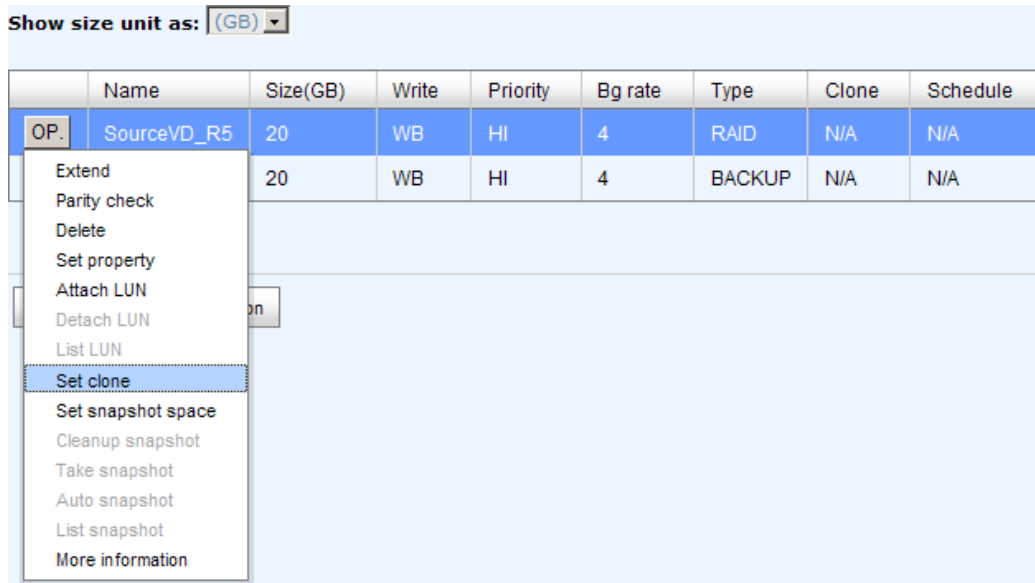 Show size unit as: (GB)
Name Size(GB) Write Priority Bg rate Type Clone Schedule
OP. SourceVD_R5 20 WB HI 4 RAID N/A N/A
20 WB HI 4 BACKUP N/A N/A
Extend
Parity check
Delete
Set property
Attach LUN
Detach LUN
List LUN
Set clone
Set snapshot space
Cleanup snapshot
Take snapshot
Auto snapshot
List snapshot
More information